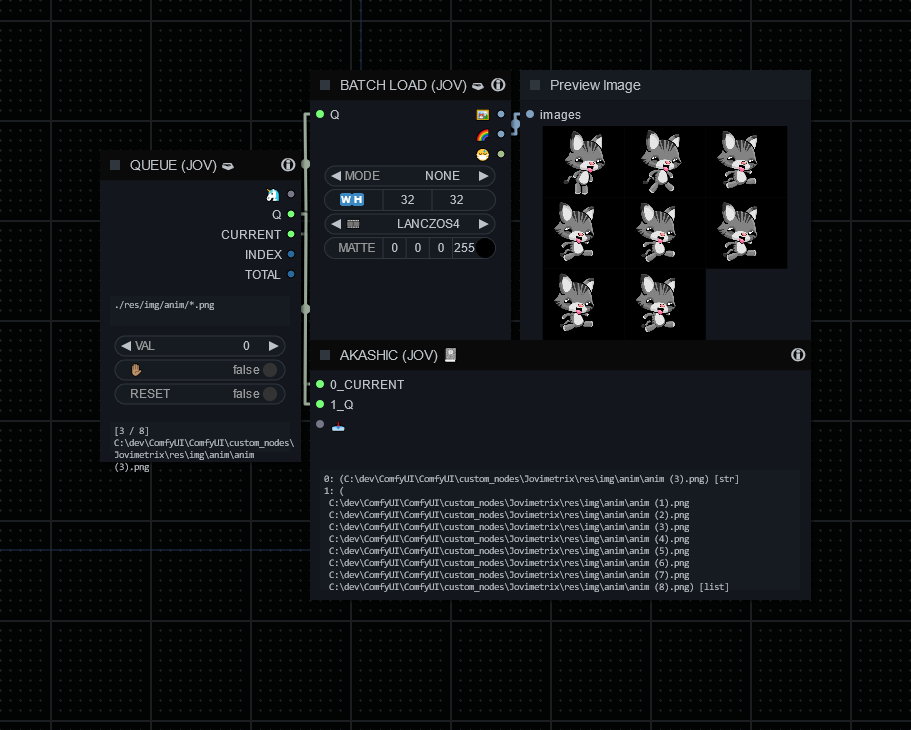 QUEUE (JOV)
Q
CURRENT
INDEX
TOTAL
./res/img/anim/*.png
VAL 0
false
RESET false
[3 / 8]
C:\dev\ComfyUI\ComfyUI\custom_nodes\
Jovimetrix\res\img\anim\anim
(3).png
BATCH LOAD (JOV)
Q
MODE NONE
WH 32 32
LANCZOS4
MATTE 0 0 0 255
Preview Image
images
AKASHIC (JOV)
0_CURRENT
1_Q
0: (C:\dev\ComfyUI\ComfyUI\custom_nodes\Jovimetrix\res\img\anim\anim (3).png) [str]
1: (
C:\dev\ComfyUI\ComfyUI\custom_nodes\Jovimetrix\res\img\anim\anim (1).png
C:\dev\ComfyUI\ComfyUI\custom_nodes\Jovimetrix\res\img\anim\anim (2).png
C:\dev\ComfyUI\ComfyUI\custom_nodes\Jovimetrix\res\img\anim\anim (3).png
C:\dev\ComfyUI\ComfyUI\custom_nodes\Jovimetrix\res\img\anim\anim (4).png
C:\dev\ComfyUI\ComfyUI\custom_nodes\Jovimetrix\res\img\anim\anim (5).png
C:\dev\ComfyUI\ComfyUI\custom_nodes\Jovimetrix\res\img\anim\anim (6).png
C:\dev\ComfyUI\ComfyUI\custom_nodes\Jovimetrix\res\img\anim\anim (7).png
C:\dev\ComfyUI\ComfyUI\custom_nodes\Jovimetrix\res\img\anim\anim (8).png) [list]